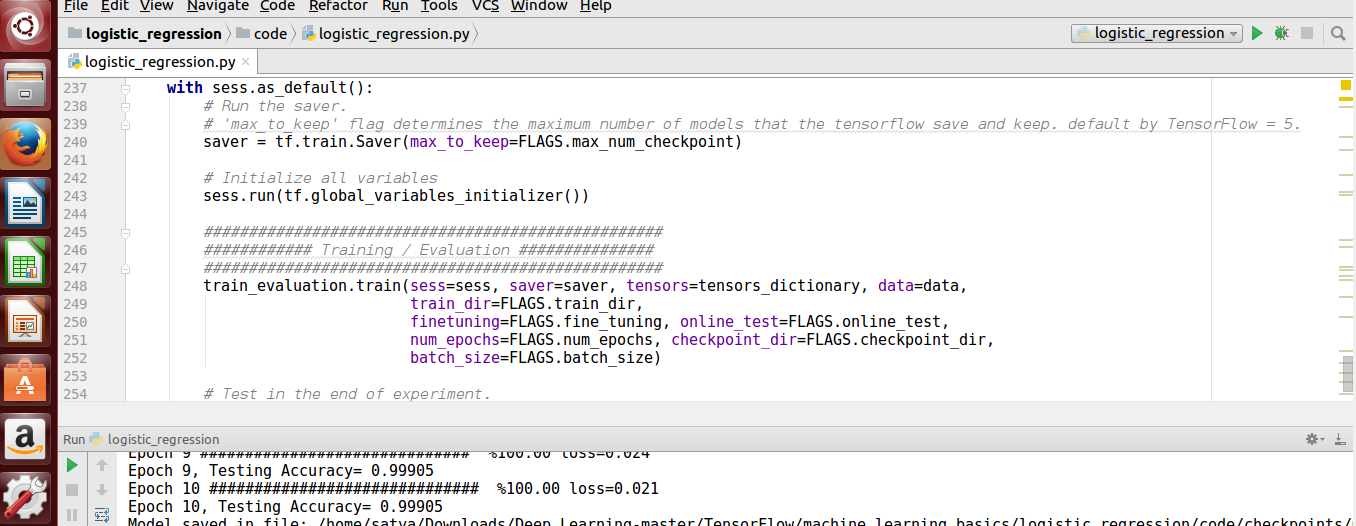 File Edit View Navigate Code Refactor Run Tools VCS Window Help
logistic_regression code logistic_regression.py logistic_regression
logistic_regression.py
237 with sess.as_default():
238 # Run the saver.
239 # 'max_to_keep' flag determines the maximum number of models that the tensorflow save and keep. default by TensorFlow = 5.
240 saver = tf.train.Saver(max_to_keep=FLAGS.max_num_checkpoint)
241
242 # Initialize all variables
243 sess.run(tf.global_variables_initializer())
244
245 ###################################################
246 ############ Training / Evaluation ###############
247 ###################################################
248 train_evaluation.train(sess=sess, saver=saver, tensors=tensors_dictionary, data=data,
249 train_dir=FLAGS.train_dir,
250 finetuning=FLAGS.fine_tuning, online_test=FLAGS.online_test,
251 num_epochs=FLAGS.num_epochs, checkpoint_dir=FLAGS.checkpoint_dir,
252 batch_size=FLAGS.batch_size)
253
254 # Test in the end of experiment.
Run logistic_regression
Epoch 9 ############################## %100.00 loss=0.024
Epoch 9, Testing Accuracy= 0.99905
Epoch 10 ############################## %100.00 loss=0.021
Epoch 10, Testing Accuracy= 0.99905
Model saved in file: /home/satya/Downloads/Deep_Learning-master/TensorFlow/machine_learning_basics/logistic_regression/code/checkpoints/